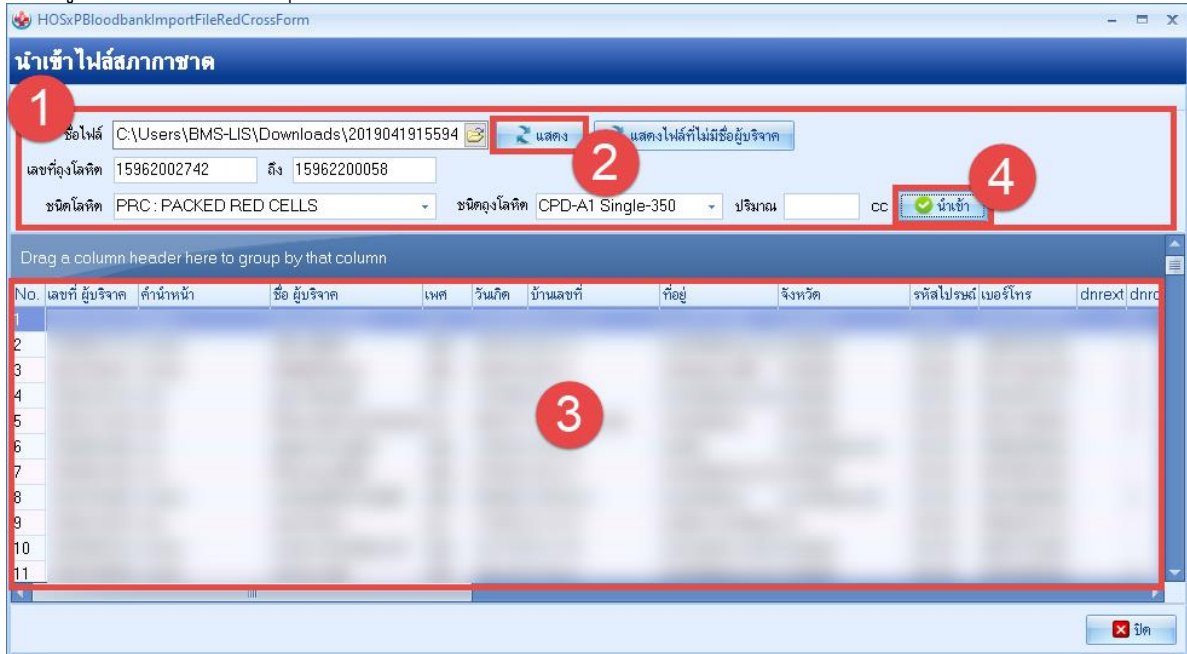 HOSxPBloodbankImportFileRedCrossForm
นำเข้าไฟล์สภากาชาด
1
ชื่อไฟล์ C:\Users\BMS-LIS\Downloads\2019041915594 แสดง แสดงไฟล์ที่ไม่มีชื่อผู้บริจาค
2
เลขที่ถุงโลหิต 15962002742 ถึง 15962200058
4
ชนิดโลหิต PRC : PACKED RED CELLS ชนิดถุงโลหิต CPD-A1 Single-350 ปริมาณ cc นำเข้า
Drag a column header here to group by that column
No. เลขที่ ผู้บริจาค คำนำหน้า ชื่อ ผู้บริจาค เพศ วันเกิด บ้านเลขที่ ที่อยู่ จังหวัด รหัสไปรษณ์ เบอร์โทร dnrext
1
2
3
4
5
3
6
7
8
9
10
11
ปิด